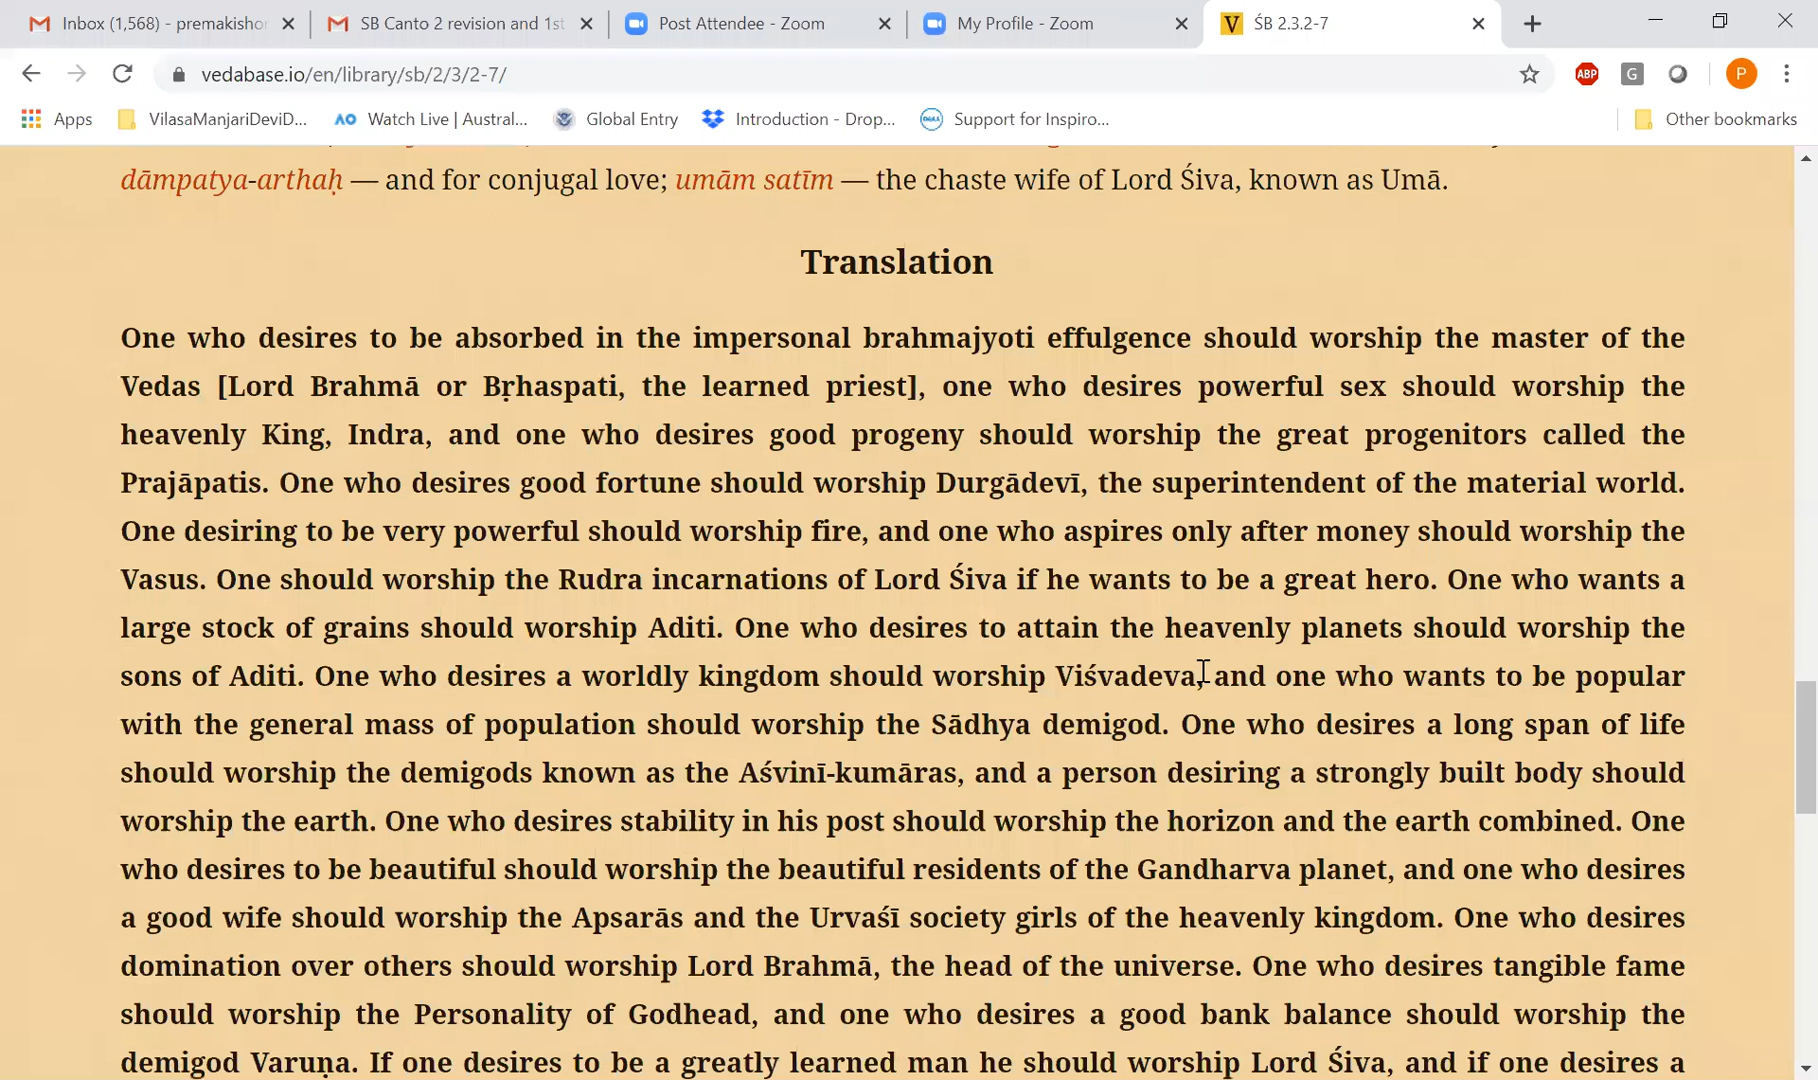 Inbox (1,568) - premakishor
SB Canto 2 revision and 1st
Post Attendee - Zoom
My Profile - Zoom
V ŚB 2.3.2-7
vedabase.io/en/library/sb/2/3/2-7/
ABP
G
P
Apps
VilasaManjariDeviD...
AO Watch Live | Austral...
Global Entry
Introduction - Drop...
DELL Support for Inspiro...
Other bookmarks
dāmpatya-arthaḥ — and for conjugal love; umām satīm — the chaste wife of Lord Śiva, known as Umā.
Translation
One who desires to be absorbed in the impersonal brahmajyoti effulgence should worship the master of the
Vedas [Lord Brahmā or Bṛhaspati, the learned priest], one who desires powerful sex should worship the
heavenly King, Indra, and one who desires good progeny should worship the great progenitors called the
Prajāpatis. One who desires good fortune should worship Durgādevī, the superintendent of the material world.
One desiring to be very powerful should worship fire, and one who aspires only after money should worship the
Vasus. One should worship the Rudra incarnations of Lord Śiva if he wants to be a great hero. One who wants a
large stock of grains should worship Aditi. One who desires to attain the heavenly planets should worship the
sons of Aditi. One who desires a worldly kingdom should worship Viśvadeva, and one who wants to be popular
with the general mass of population should worship the Sādhya demigod. One who desires a long span of life
should worship the demigods known as the Aśvinī-kumāras, and a person desiring a strongly built body should
worship the earth. One who desires stability in his post should worship the horizon and the earth combined. One
who desires to be beautiful should worship the beautiful residents of the Gandharva planet, and one who desires
a good wife should worship the Apsarās and the Urvaśī society girls of the heavenly kingdom. One who desires
domination over others should worship Lord Brahmā, the head of the universe. One who desires tangible fame
should worship the Personality of Godhead, and one who desires a good bank balance should worship the
demigod Varuṇa. If one desires to be a greatly learned man he should worship Lord Śiva, and if one desires a